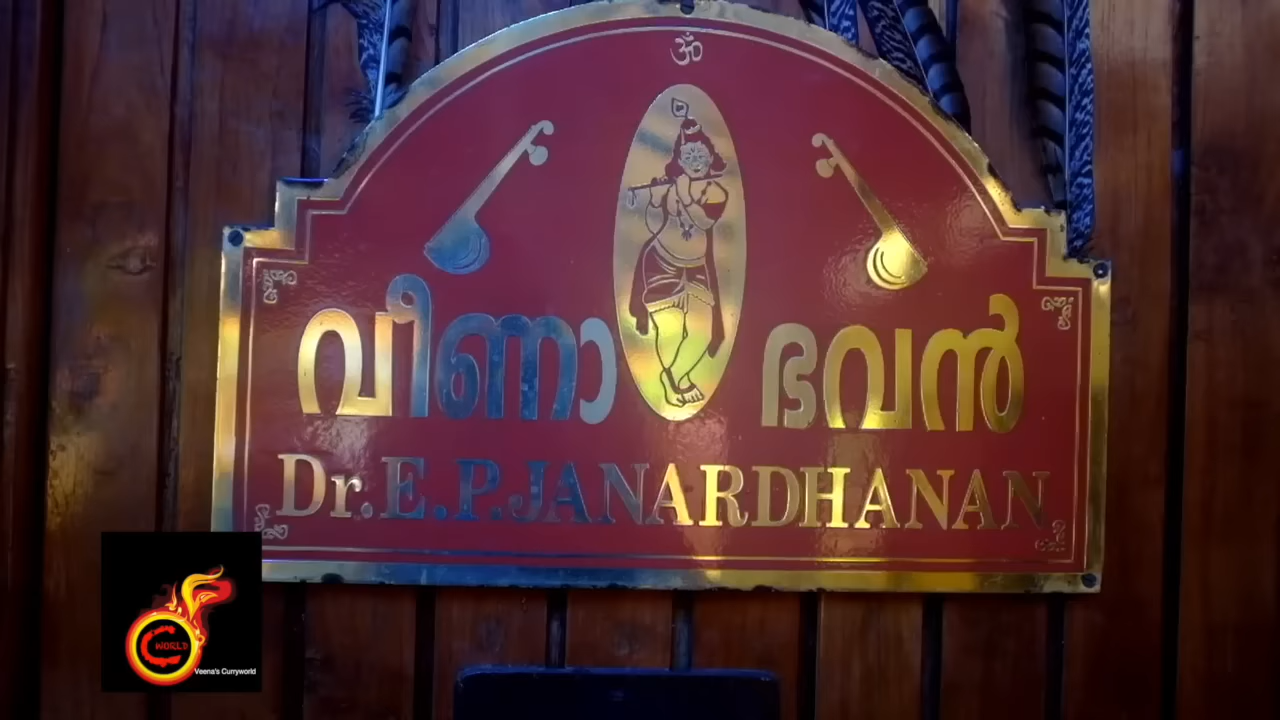 ॐ
വീണാ ഭവൻ
Dr.E.P.JANARDHANAN
C WORLD
Veena's Curryworld